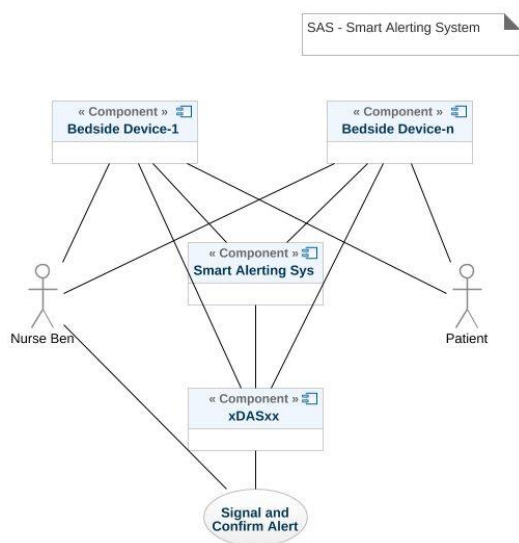 SAS - Smart Alerting System
« Component »
Bedside Device-1
« Component »
Bedside Device-n
« Component »
Smart Alerting Sys
Nurse Ben
Patient
« Component »
xDASxx
Signal and
Confirm Alert